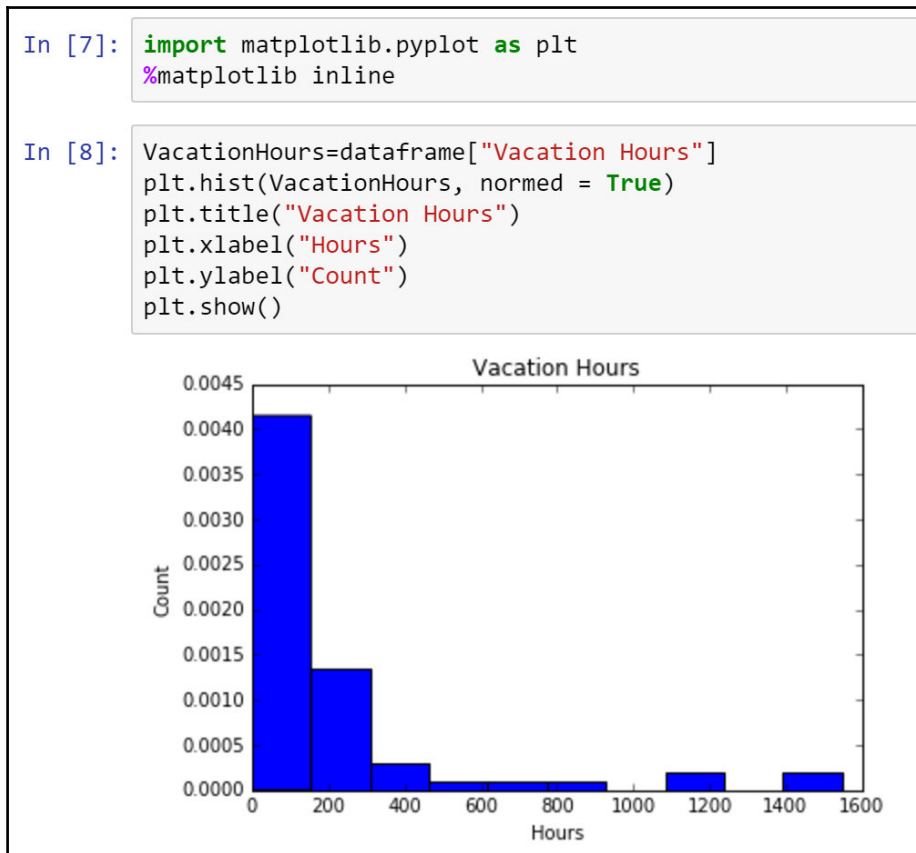 In [7]: import matplotlib.pyplot as plt
%matplotlib inline
In [8]: VacationHours=dataframe["Vacation Hours"]
plt.hist(VacationHours, normed = True)
plt.title("Vacation Hours")
plt.xlabel("Hours")
plt.ylabel("Count")
plt.show()
Vacation Hours
0.0045
0.0040
0.0035
0.0030
0.0025
0.0020
0.0015
0.0010
0.0005
0.0000
Count
0 200 400 600 800 1000 1200 1400 1600
Hours